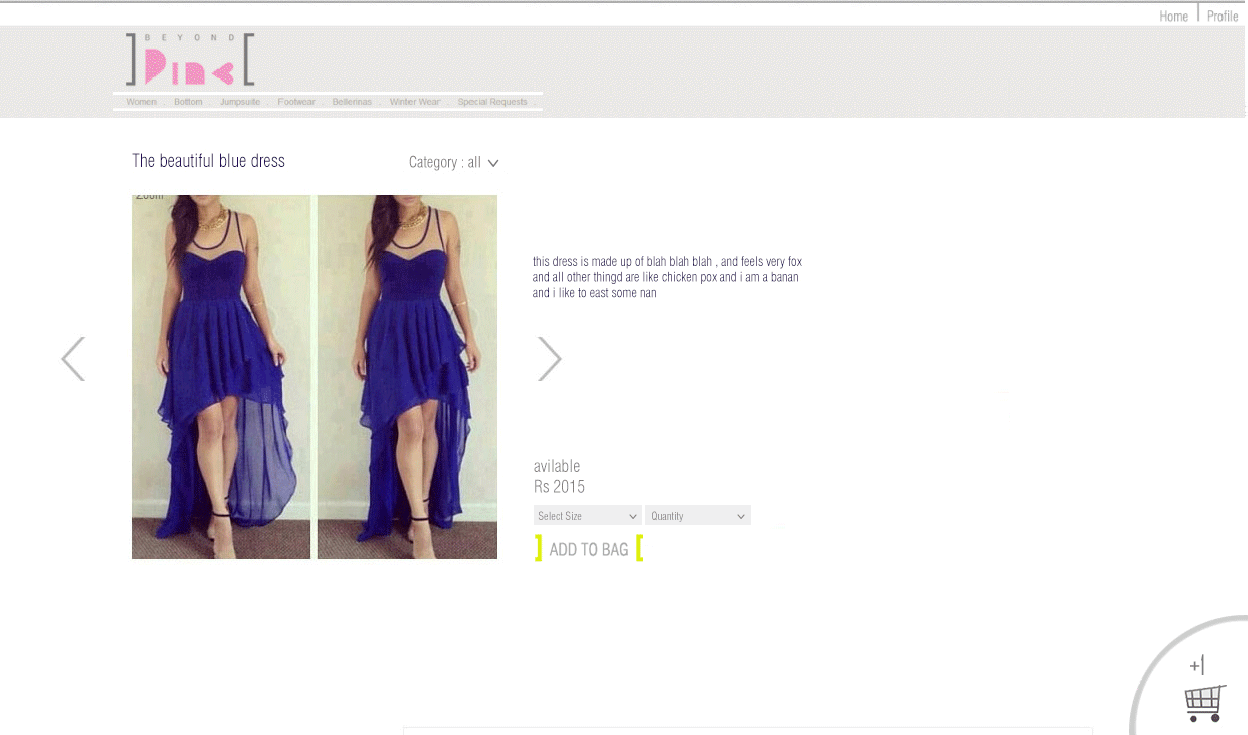 Home | Profile
BEYOND
Pink
Women . Bottom . Jumpsuite . Footwear . Bellerinas . Winter Wear . Special Requests .
The beautiful blue dress
Category : all
Zoom
this dress is made up of blah blah blah , and feels very fox
and all other thingd are like chicken pox and i am a banan
and i like to east some nan
avilable
Rs 2015
Select Size
Quantity
] ADD TO BAG [
+|